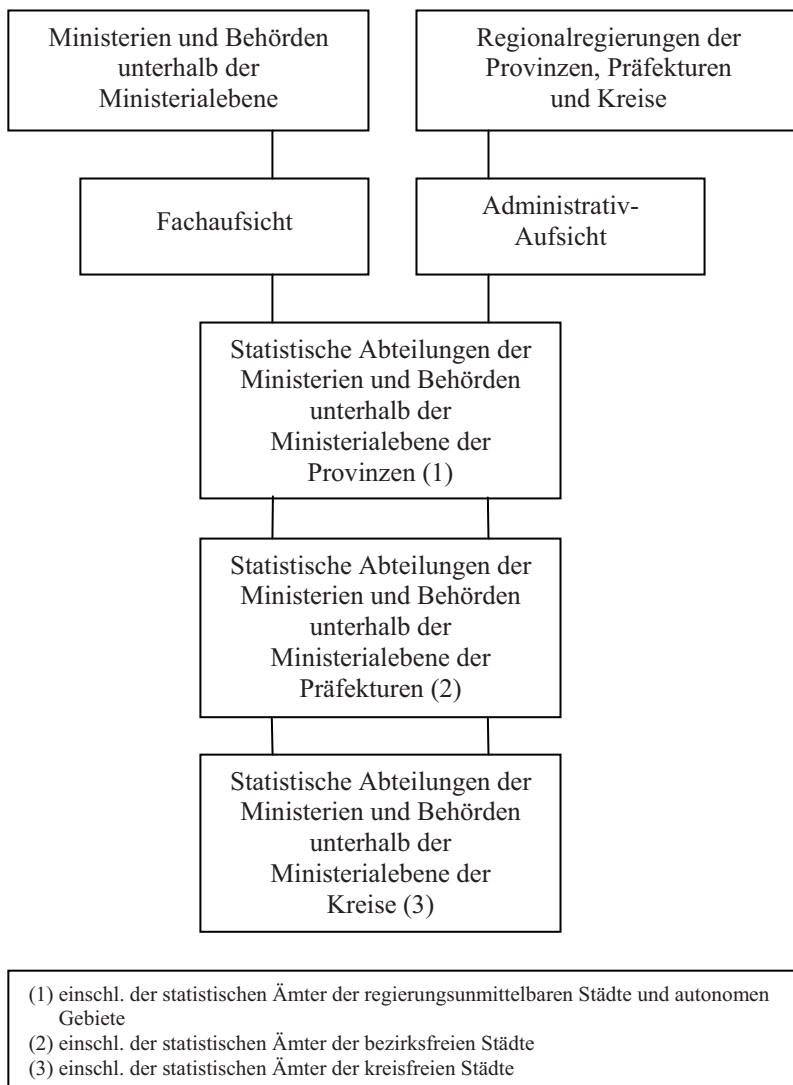 Ministerien und Behörden
unterhalb der
Ministerialebene
Regionalregierungen der
Provinzen, Präfekturen
und Kreise
Fachaufsicht
Administrativ-
Aufsicht
Statistische Abteilungen der
Ministerien und Behörden
unterhalb der
Ministerialebene der
Provinzen (1)
Statistische Abteilungen der
Ministerien und Behörden
unterhalb der
Ministerialebene der
Präfekturen (2)
Statistische Abteilungen der
Ministerien und Behörden
unterhalb der
Ministerialebene der
Kreise (3)
(1) einschl. der statistischen Ämter der regierungsunmittelbaren Städte und autonomen
Gebiete
(2) einschl. der statistischen Ämter der bezirksfreien Städte
(3) einschl. der statistischen Ämter der kreisfreien Städte